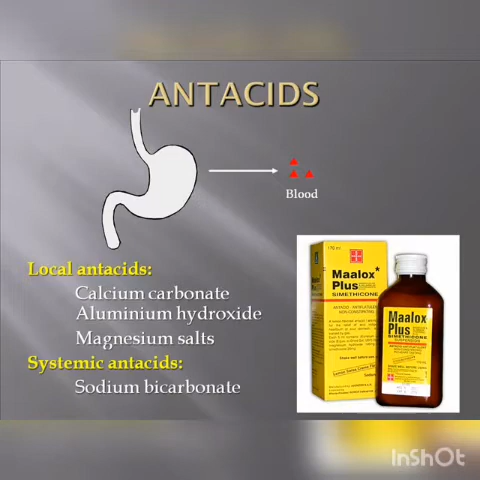 ANTACIDS
Blood
Local antacids:
Calcium carbonate
Aluminium hydroxide
Magnesium salts
Systemic antacids:
Sodium bicarbonate
Maalox*
Plus
SIMETHICONE
Maalox
Plus
SIMETHICONE
InShOt